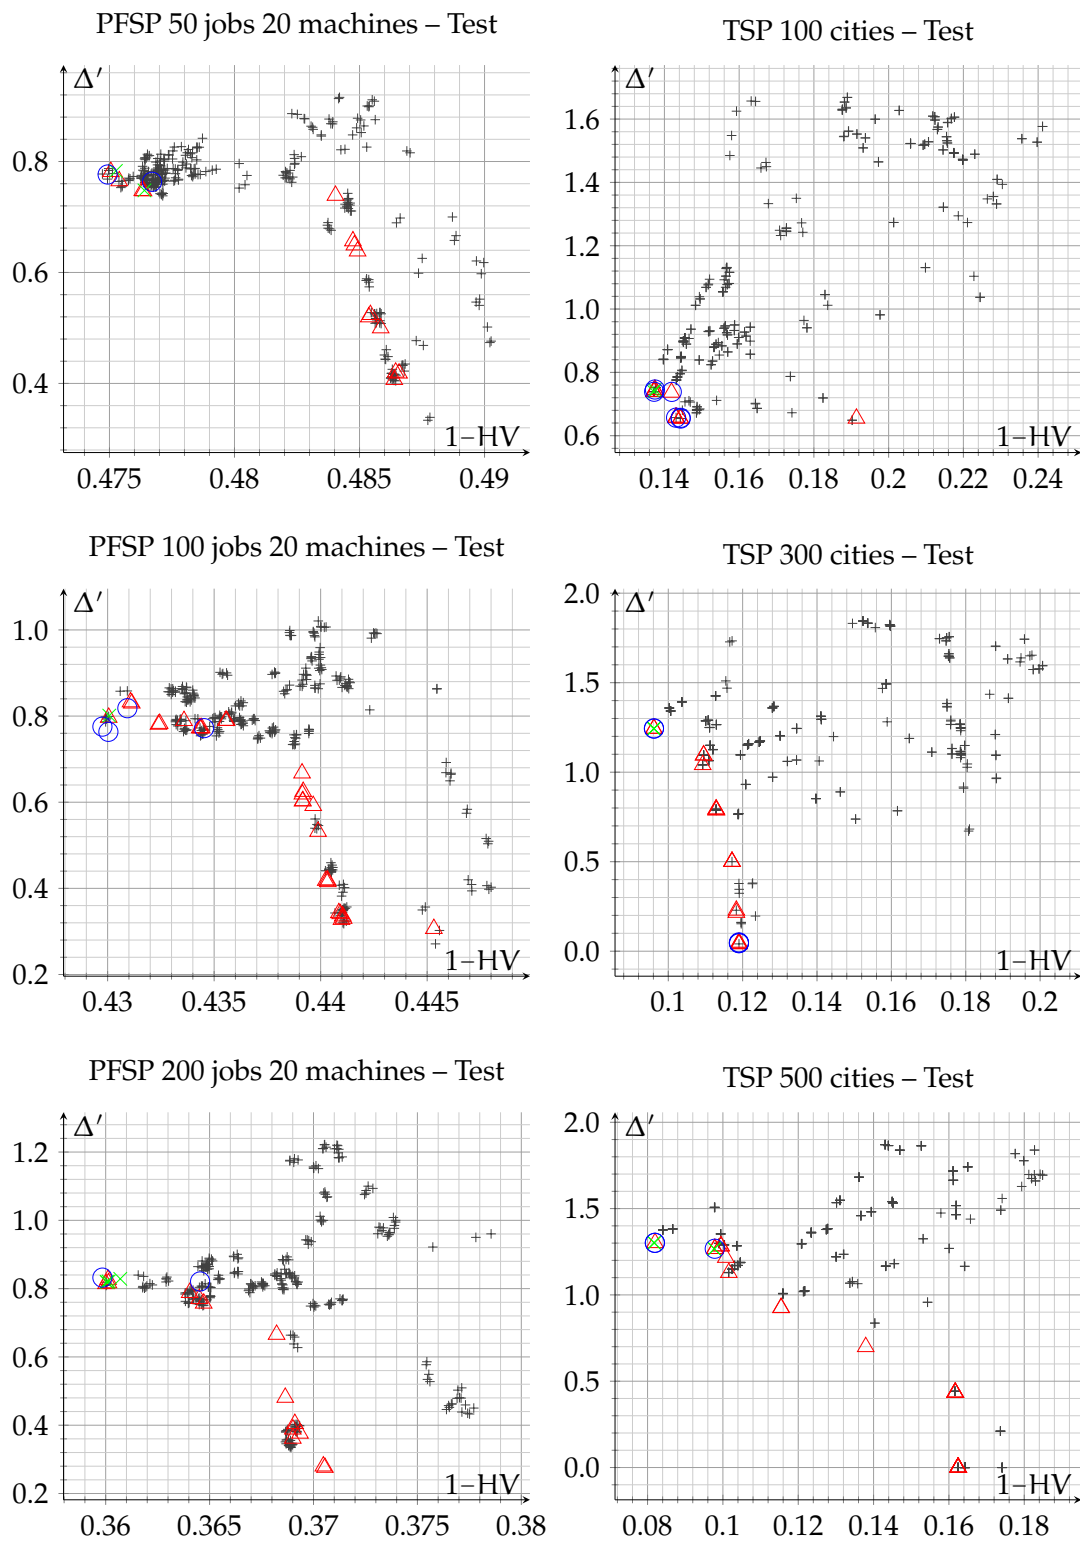 PFSP 50 jobs 20 machines – Test
Δ′
0.8
0.6
0.4
1−HV
0.475 0.48 0.485 0.49
TSP 100 cities – Test
Δ′
1.6
1.4
1.2
1.0
0.8
0.6
1−HV
0.14 0.16 0.18 0.2 0.22 0.24
PFSP 100 jobs 20 machines – Test
Δ′
1.0
0.8
0.6
0.4
0.2
1−HV
0.43 0.435 0.44 0.445
TSP 300 cities – Test
2.0
Δ′
1.5
1.0
0.5
0.0
1−HV
0.1 0.12 0.14 0.16 0.18 0.2
PFSP 200 jobs 20 machines – Test
Δ′
1.2
1.0
0.8
0.6
0.4
0.2
1−HV
0.36 0.365 0.37 0.375 0.38
TSP 500 cities – Test
2.0
Δ′
1.5
1.0
0.5
0.0
1−HV
0.08 0.1 0.12 0.14 0.16 0.18